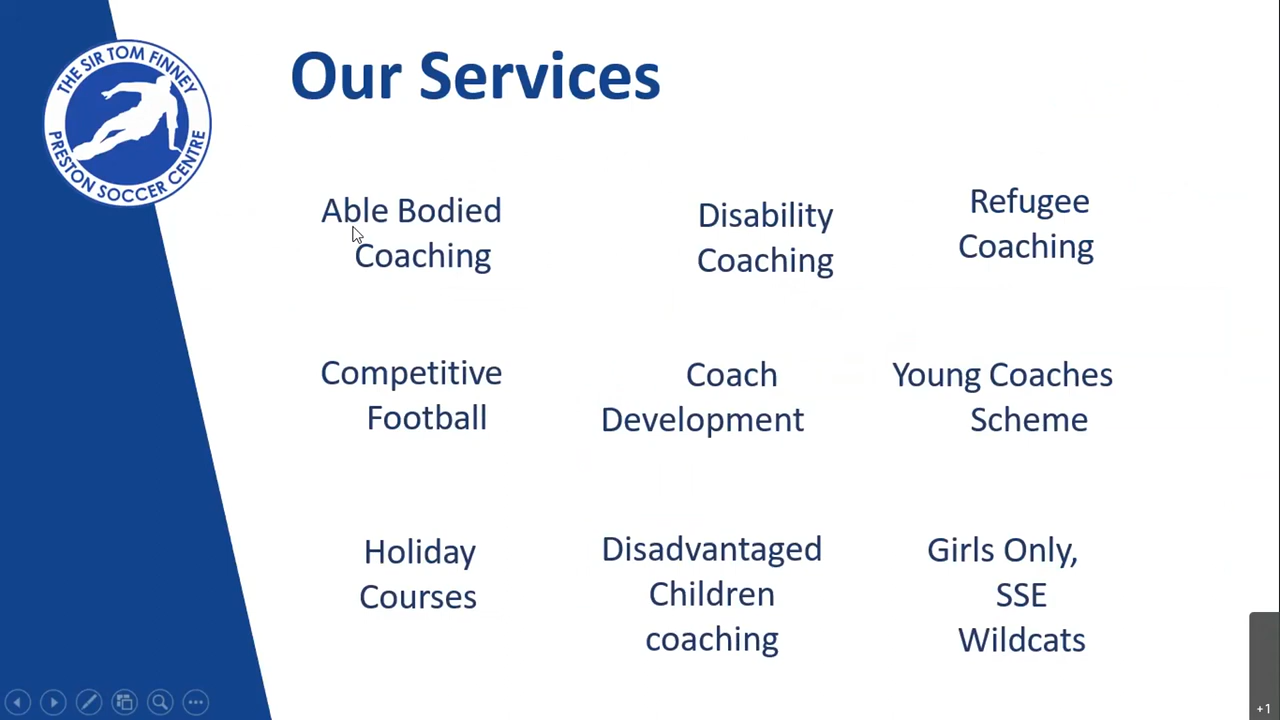 THE SIR TOM FINNEY
PRESTON SOCCER CENTRE
Our Services
Able Bodied
Coaching
Disability
Coaching
Refugee
Coaching
Competitive
Football
Coach
Development
Young Coaches
Scheme
Holiday
Courses
Disadvantaged
Children
coaching
Girls Only,
SSE
Wildcats
+1